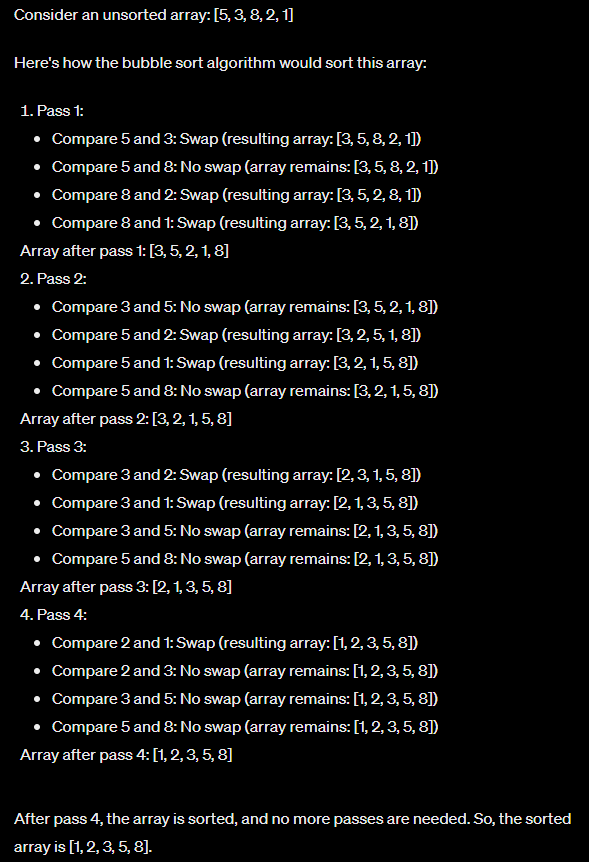 Consider an unsorted array: [5, 3, 8, 2, 1]
Here's how the bubble sort algorithm would sort this array:
1. Pass 1:
• Compare 5 and 3: Swap (resulting array: [3, 5, 8, 2, 1])
• Compare 5 and 8: No swap (array remains: [3, 5, 8, 2, 1])
• Compare 8 and 2: Swap (resulting array: [3, 5, 2, 8, 1])
• Compare 8 and 1: Swap (resulting array: [3, 5, 2, 1, 8])
Array after pass 1: [3, 5, 2, 1, 8]
2. Pass 2:
• Compare 3 and 5: No swap (array remains: [3, 5, 2, 1, 8])
• Compare 5 and 2: Swap (resulting array: [3, 2, 5, 1, 8])
• Compare 5 and 1: Swap (resulting array: [3, 2, 1, 5, 8])
• Compare 5 and 8: No swap (array remains: [3, 2, 1, 5, 8])
Array after pass 2: [3, 2, 1, 5, 8]
3. Pass 3:
• Compare 3 and 2: Swap (resulting array: [2, 3, 1, 5, 8])
• Compare 3 and 1: Swap (resulting array: [2, 1, 3, 5, 8])
• Compare 3 and 5: No swap (array remains: [2, 1, 3, 5, 8])
• Compare 5 and 8: No swap (array remains: [2, 1, 3, 5, 8])
Array after pass 3: [2, 1, 3, 5, 8]
4. Pass 4:
• Compare 2 and 1: Swap (resulting array: [1, 2, 3, 5, 8])
• Compare 2 and 3: No swap (array remains: [1, 2, 3, 5, 8])
• Compare 3 and 5: No swap (array remains: [1, 2, 3, 5, 8])
• Compare 5 and 8: No swap (array remains: [1, 2, 3, 5, 8])
Array after pass 4: [1, 2, 3, 5, 8]
After pass 4, the array is sorted, and no more passes are needed. So, the sorted
array is [1, 2, 3, 5, 8].